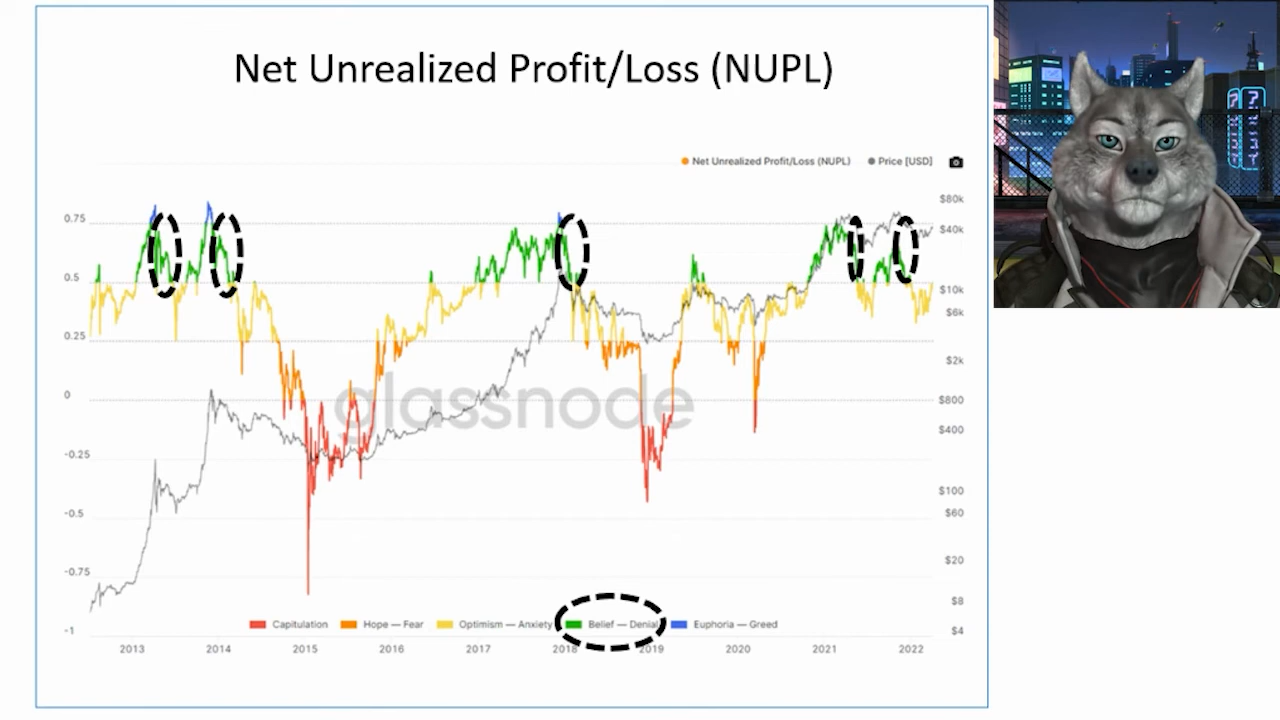 Net Unrealized Profit/Loss (NUPL)
Net Unrealized Profit/Loss (NUPL) Price [USD]
0.75
0.5
0.25
0
-0.25
-0.5
-0.75
-1
$80k
$40k
$10k
$6k
$2k
$800
$400
$100
$60
$20
$8
$4
glassnode
Capitulation Hope — Fear Optimism — Anxiety Belief — Denial Euphoria — Greed
2013 2014 2015 2016 2017 2018 2019 2020 2021 2022